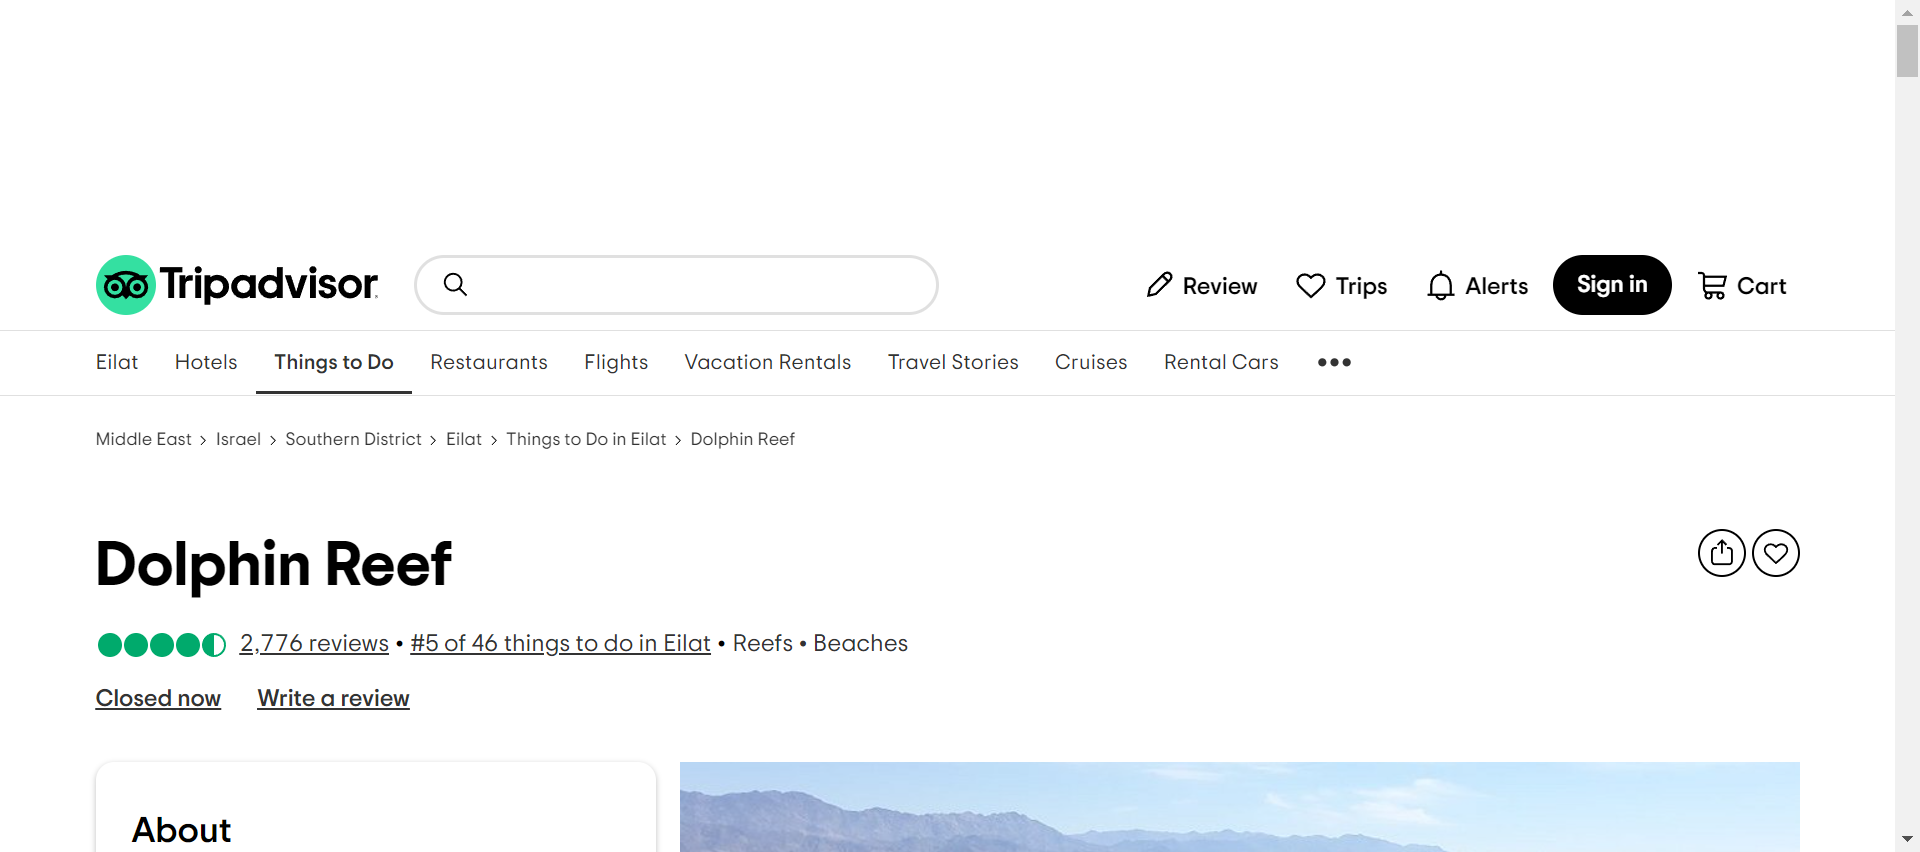 Tripadvisor
Review
Trips
Alerts
Sign in
Cart
Eilat
Hotels
Things to Do
Restaurants
Flights
Vacation Rentals
Travel Stories
Cruises
Rental Cars
•••
Middle East › Israel › Southern District › Eilat › Things to Do in Eilat › Dolphin Reef
Dolphin Reef
2,776 reviews • #5 of 46 things to do in Eilat • Reefs • Beaches
Closed now
Write a review
About